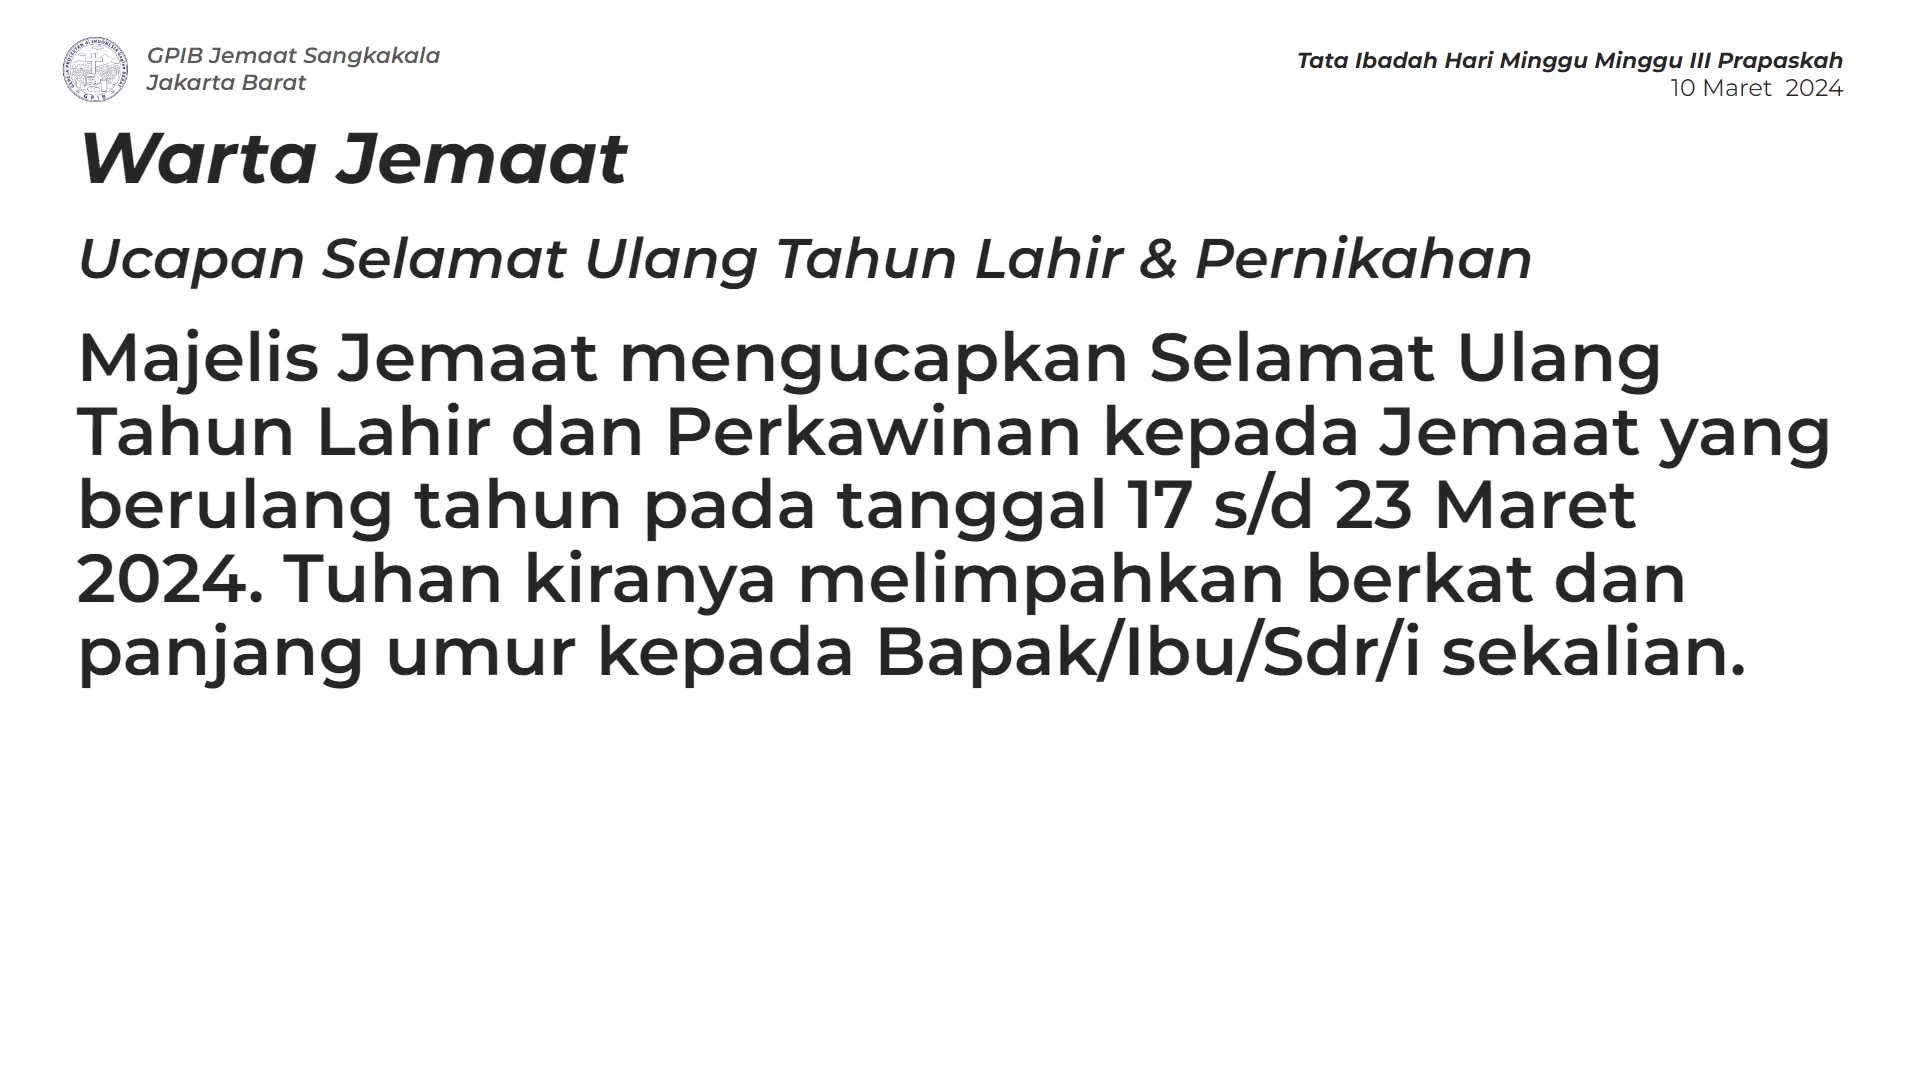 GPIB Jemaat Sangkakala
Jakarta Barat
Tata Ibadah Hari Minggu Minggu III Prapaskah
10 Maret 2024
Warta Jemaat
Ucapan Selamat Ulang Tahun Lahir & Pernikahan
Majelis Jemaat mengucapkan Selamat Ulang
Tahun Lahir dan Perkawinan kepada Jemaat yang
berulang tahun pada tanggal 17 s/d 23 Maret
2024. Tuhan kiranya melimpahkan berkat dan
panjang umur kepada Bapak/Ibu/Sdr/i sekalian.